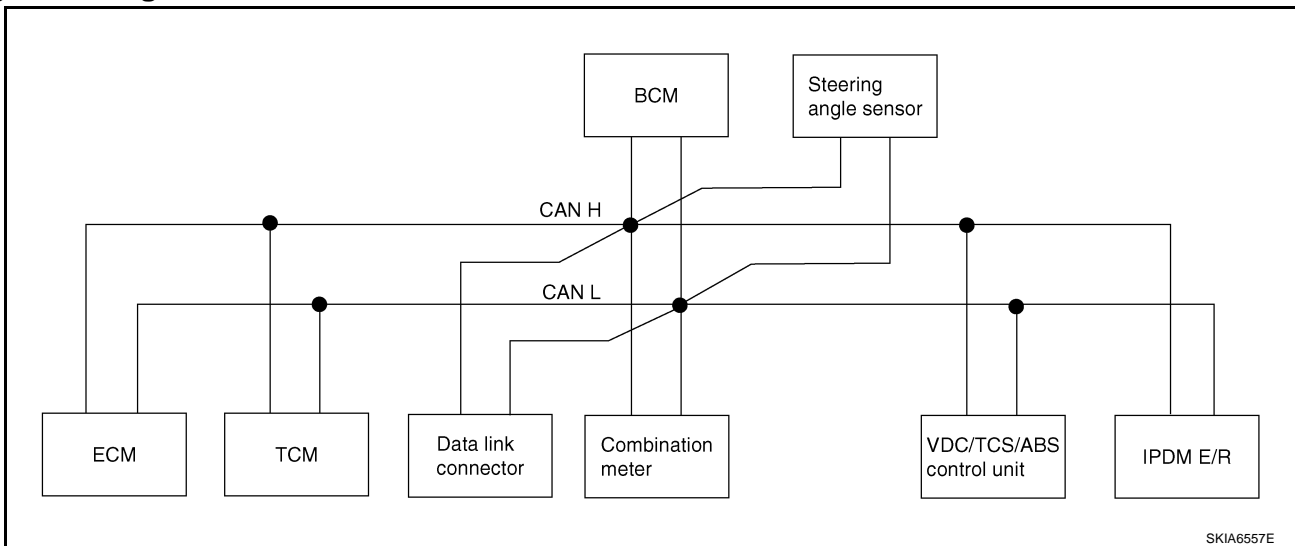 BCM
Steering
angle sensor
CAN H
CAN L
ECM
TCM
Data link
connector
Combination
meter
VDC/TCS/ABS
control unit
IPDM E/R
SKIA6557E